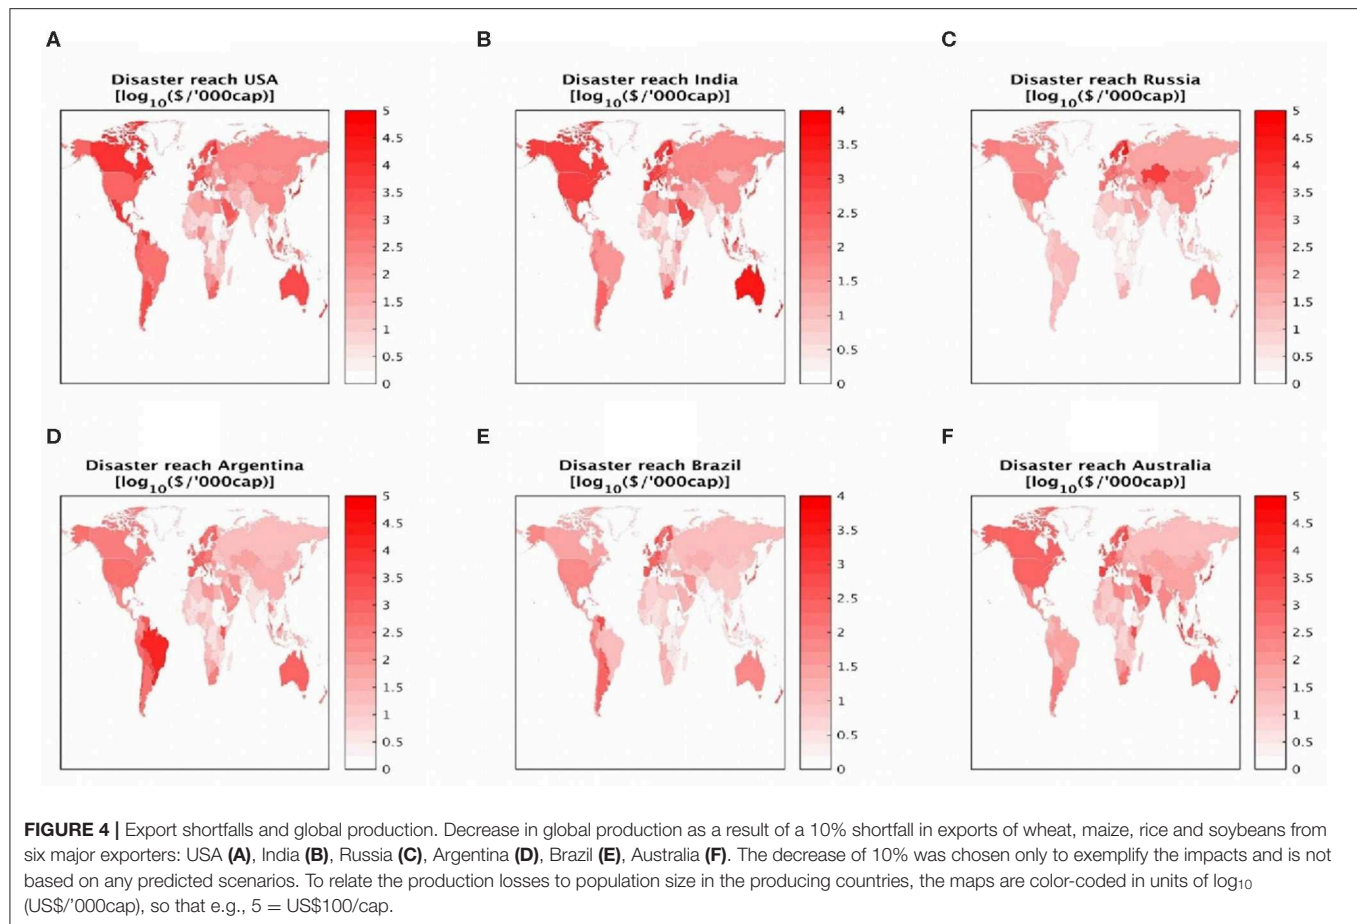 A
Disaster reach USA
[log10($/'000cap)]
5
4.5
4
3.5
3
2.5
2
1.5
1
0.5
0
B
Disaster reach India
[log10($/'000cap)]
4
3.5
3
2.5
2
1.5
1
0.5
0
C
Disaster reach Russia
[log10($/'000cap)]
5
4.5
4
3.5
3
2.5
2
1.5
1
0.5
0
D
Disaster reach Argentina
[log10($/'000cap)]
5
4.5
4
3.5
3
2.5
2
1.5
1
0.5
0
E
Disaster reach Brazil
[log10($/'000cap)]
4
3.5
3
2.5
2
1.5
1
0.5
0
F
Disaster reach Australia
[log10($/'000cap)]
5
4.5
4
3.5
3
2.5
2
1.5
1
0.5
0
FIGURE 4 | Export shortfalls and global production. Decrease in global production as a result of a 10% shortfall in exports of wheat, maize, rice and soybeans from
six major exporters: USA (A), India (B), Russia (C), Argentina (D), Brazil (E), Australia (F). The decrease of 10% was chosen only to exemplify the impacts and is not
based on any predicted scenarios. To relate the production losses to population size in the producing countries, the maps are color-coded in units of log10
(US$/'000cap), so that e.g., 5 = US$100/cap.